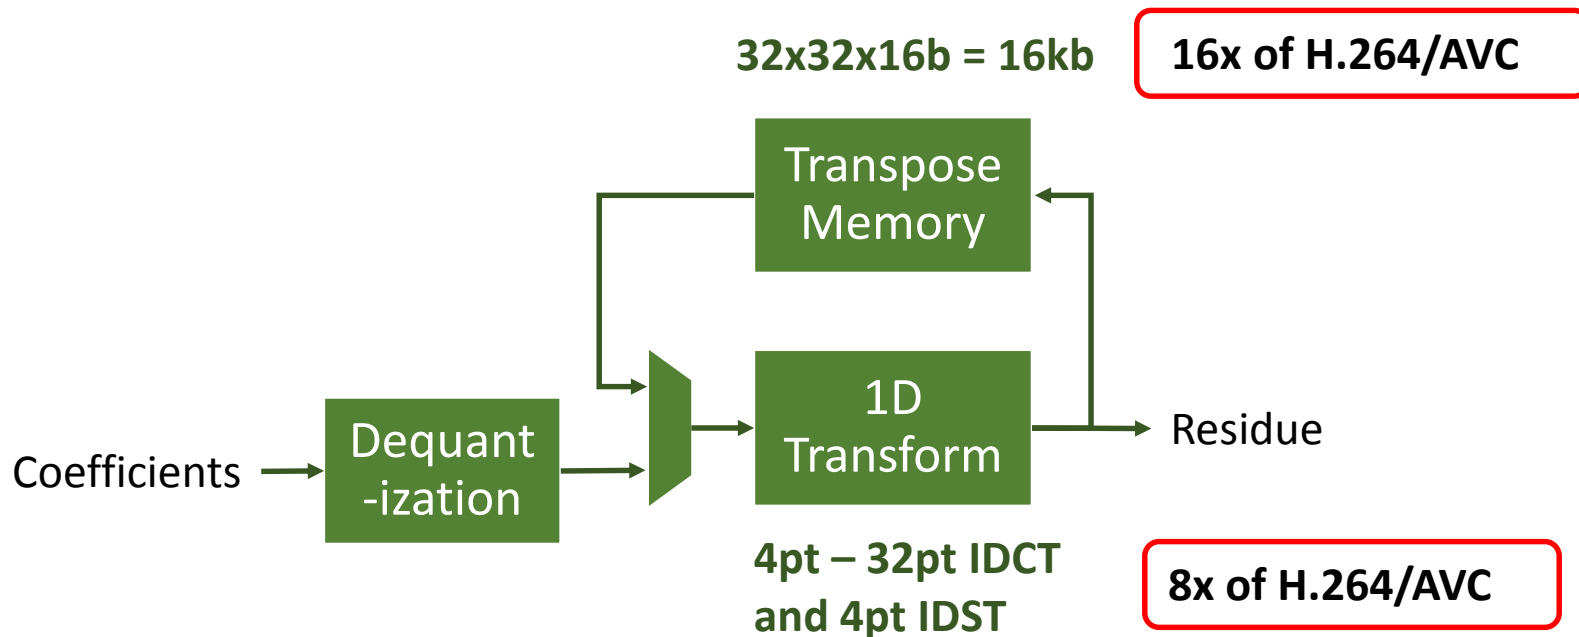 32x32x16b = 16kb
16x of H.264/AVC
Transpose
Memory
1D
Transform
Dequant
-ization
Coefficients
Residue
4pt – 32pt IDCT
and 4pt IDST
8x of H.264/AVC